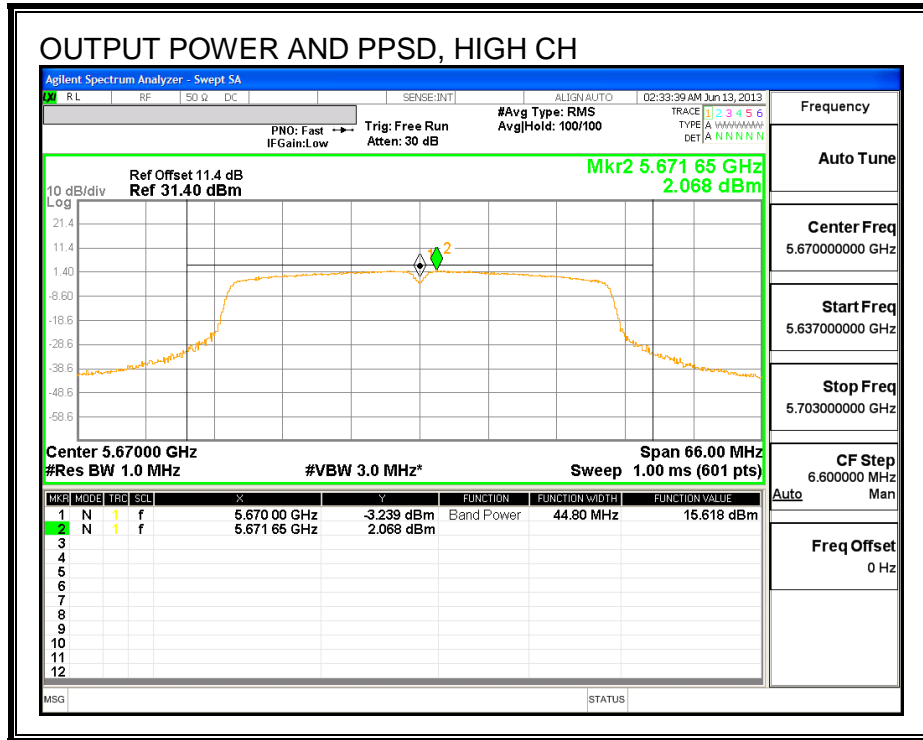 OUTPUT POWER AND PPSD, HIGH CH
Agilent Spectrum Analyzer - Swept SA
LXI RL RF 50 Ω DC SENSE:INT ALIGN AUTO 02:33:39 AM Jun 13, 2013
PNO: Fast IFGain:Low
Trig: Free Run
Atten: 30 dB
#Avg Type: RMS
Avg|Hold: 100/100
TRACE 1 2 3 4 5 6
TYPE A WWWWW
DET A N N N N N
Mkr2 5.671 65 GHz
2.068 dBm
Ref Offset 11.4 dB
10 dB/div Ref 31.40 dBm
Log
21.4
11.4
1.40
-8.60
-18.6
-28.6
-38.6
-48.6
-58.6
1 2
Center 5.67000 GHz Span 66.00 MHz
#Res BW 1.0 MHz #VBW 3.0 MHz* Sweep 1.00 ms (601 pts)
MKR MODE TRC SCL X Y FUNCTION FUNCTION WIDTH FUNCTION VALUE
1 N 1 f 5.670 00 GHz -3.239 dBm Band Power 44.80 MHz 15.618 dBm
2 N 1 f 5.671 65 GHz 2.068 dBm
3
4
5
6
7
8
9
10
11
12
MSG STATUS
Frequency
Auto Tune
Center Freq
5.670000000 GHz
Start Freq
5.637000000 GHz
Stop Freq
5.703000000 GHz
CF Step
6.600000 MHz
Auto Man
Freq Offset
0 Hz